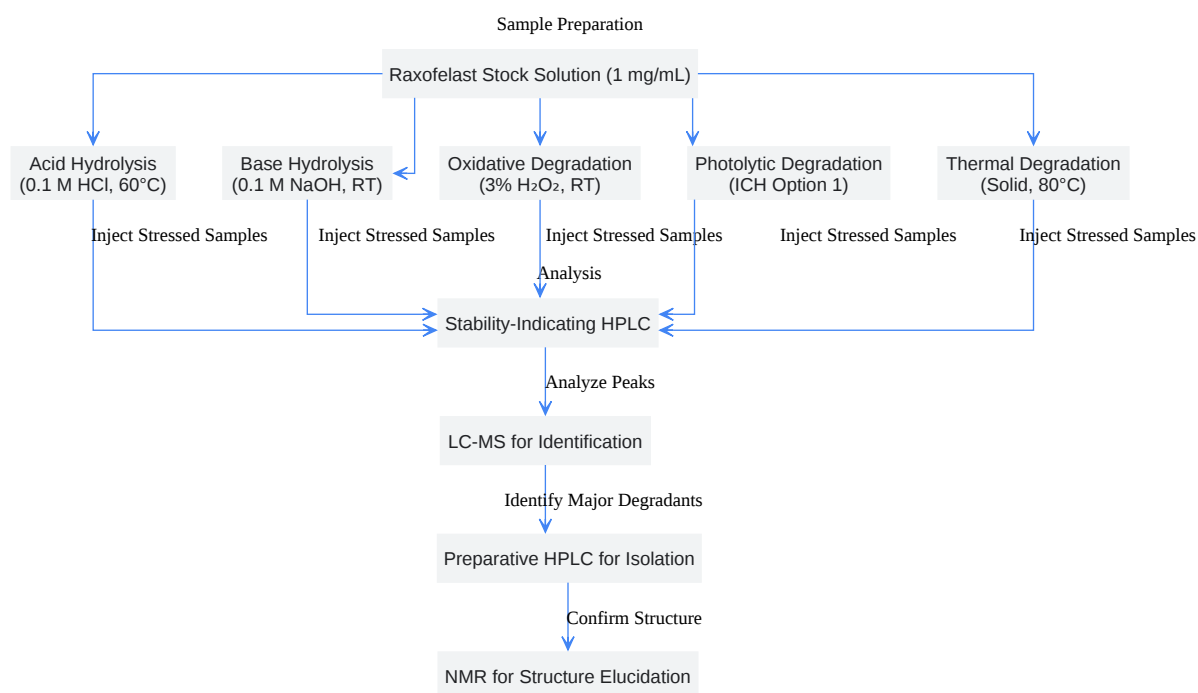 Sample Preparation
Raxofelast Stock Solution (1 mg/mL)
Acid Hydrolysis
(0.1 M HCl, 60°C)
Base Hydrolysis
(0.1 M NaOH, RT)
Oxidative Degradation
(3% H₂O₂, RT)
Photolytic Degradation
(ICH Option 1)
Thermal Degradation
(Solid, 80°C)
Inject Stressed Samples
Inject Stressed Samples
Inject Stressed Samples
Inject Stressed Samples
Inject Stressed Samples
Analysis
Stability-Indicating HPLC
Analyze Peaks
LC-MS for Identification
Identify Major Degradants
Preparative HPLC for Isolation
Confirm Structure
NMR for Structure Elucidation